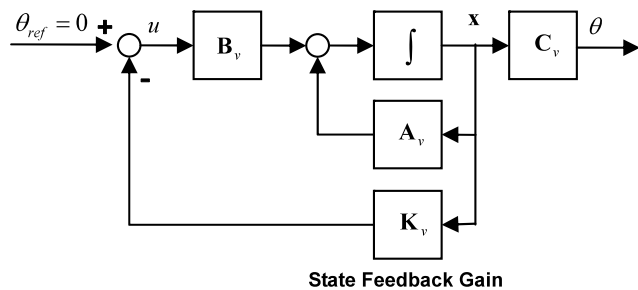 θ_ref = 0 +
u
B_v
∫
x
C_v
θ
-
A_v
K_v
State Feedback Gain